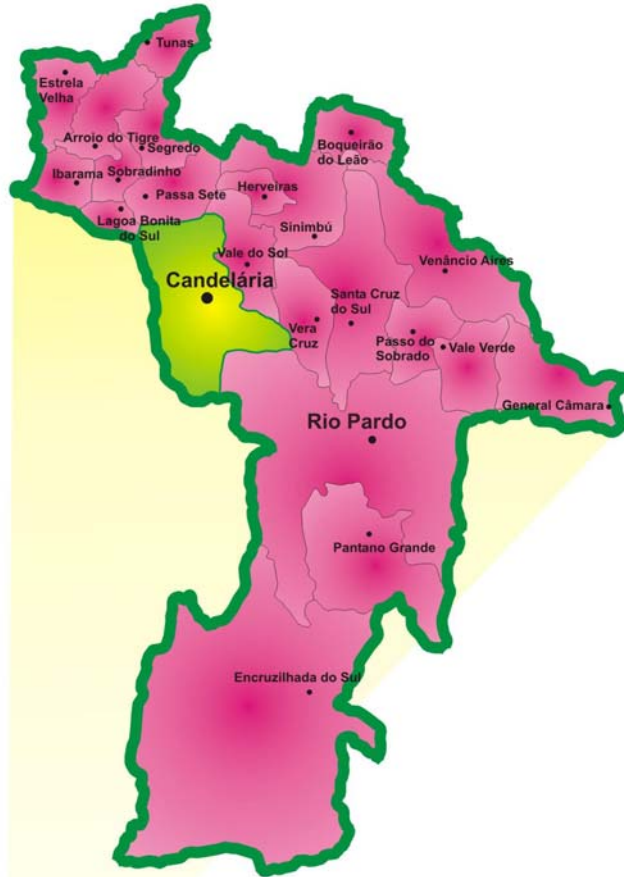 Tunas
Estrela
Velha
Arroio do Tigre
Segredo
Boqueirão
do Leão
Ibarama
Sobradinho
Passa Sete
Herveiras
Lagoa Bonita
do Sul
Sinimbú
Vale do Sol
Venâncio Aires
Candelária
Santa Cruz
do Sul
Vera
Cruz
Passo do
Sobrado
Vale Verde
General Câmara
Rio Pardo
Pantano Grande
Encruzilhada do Sul